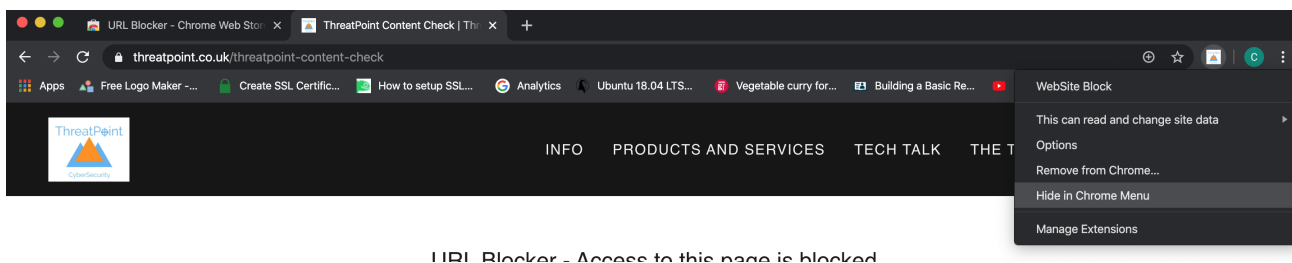 URL Blocker - Chrome Web Stor
ThreatPoint Content Check | Thr
threatpoint.co.uk/threatpoint-content-check
C
Apps
Free Logo Maker -...
Create SSL Certific...
How to setup SSL...
Analytics
Ubuntu 18.04 LTS...
Vegetable curry for...
Building a Basic Re...
WebSite Block
This can read and change site data
Options
Remove from Chrome...
Hide in Chrome Menu
Manage Extensions
ThreatPoint
CyberSecurity
INFO PRODUCTS AND SERVICES TECH TALK THE T
URL Blocker - Access to this page is blocked